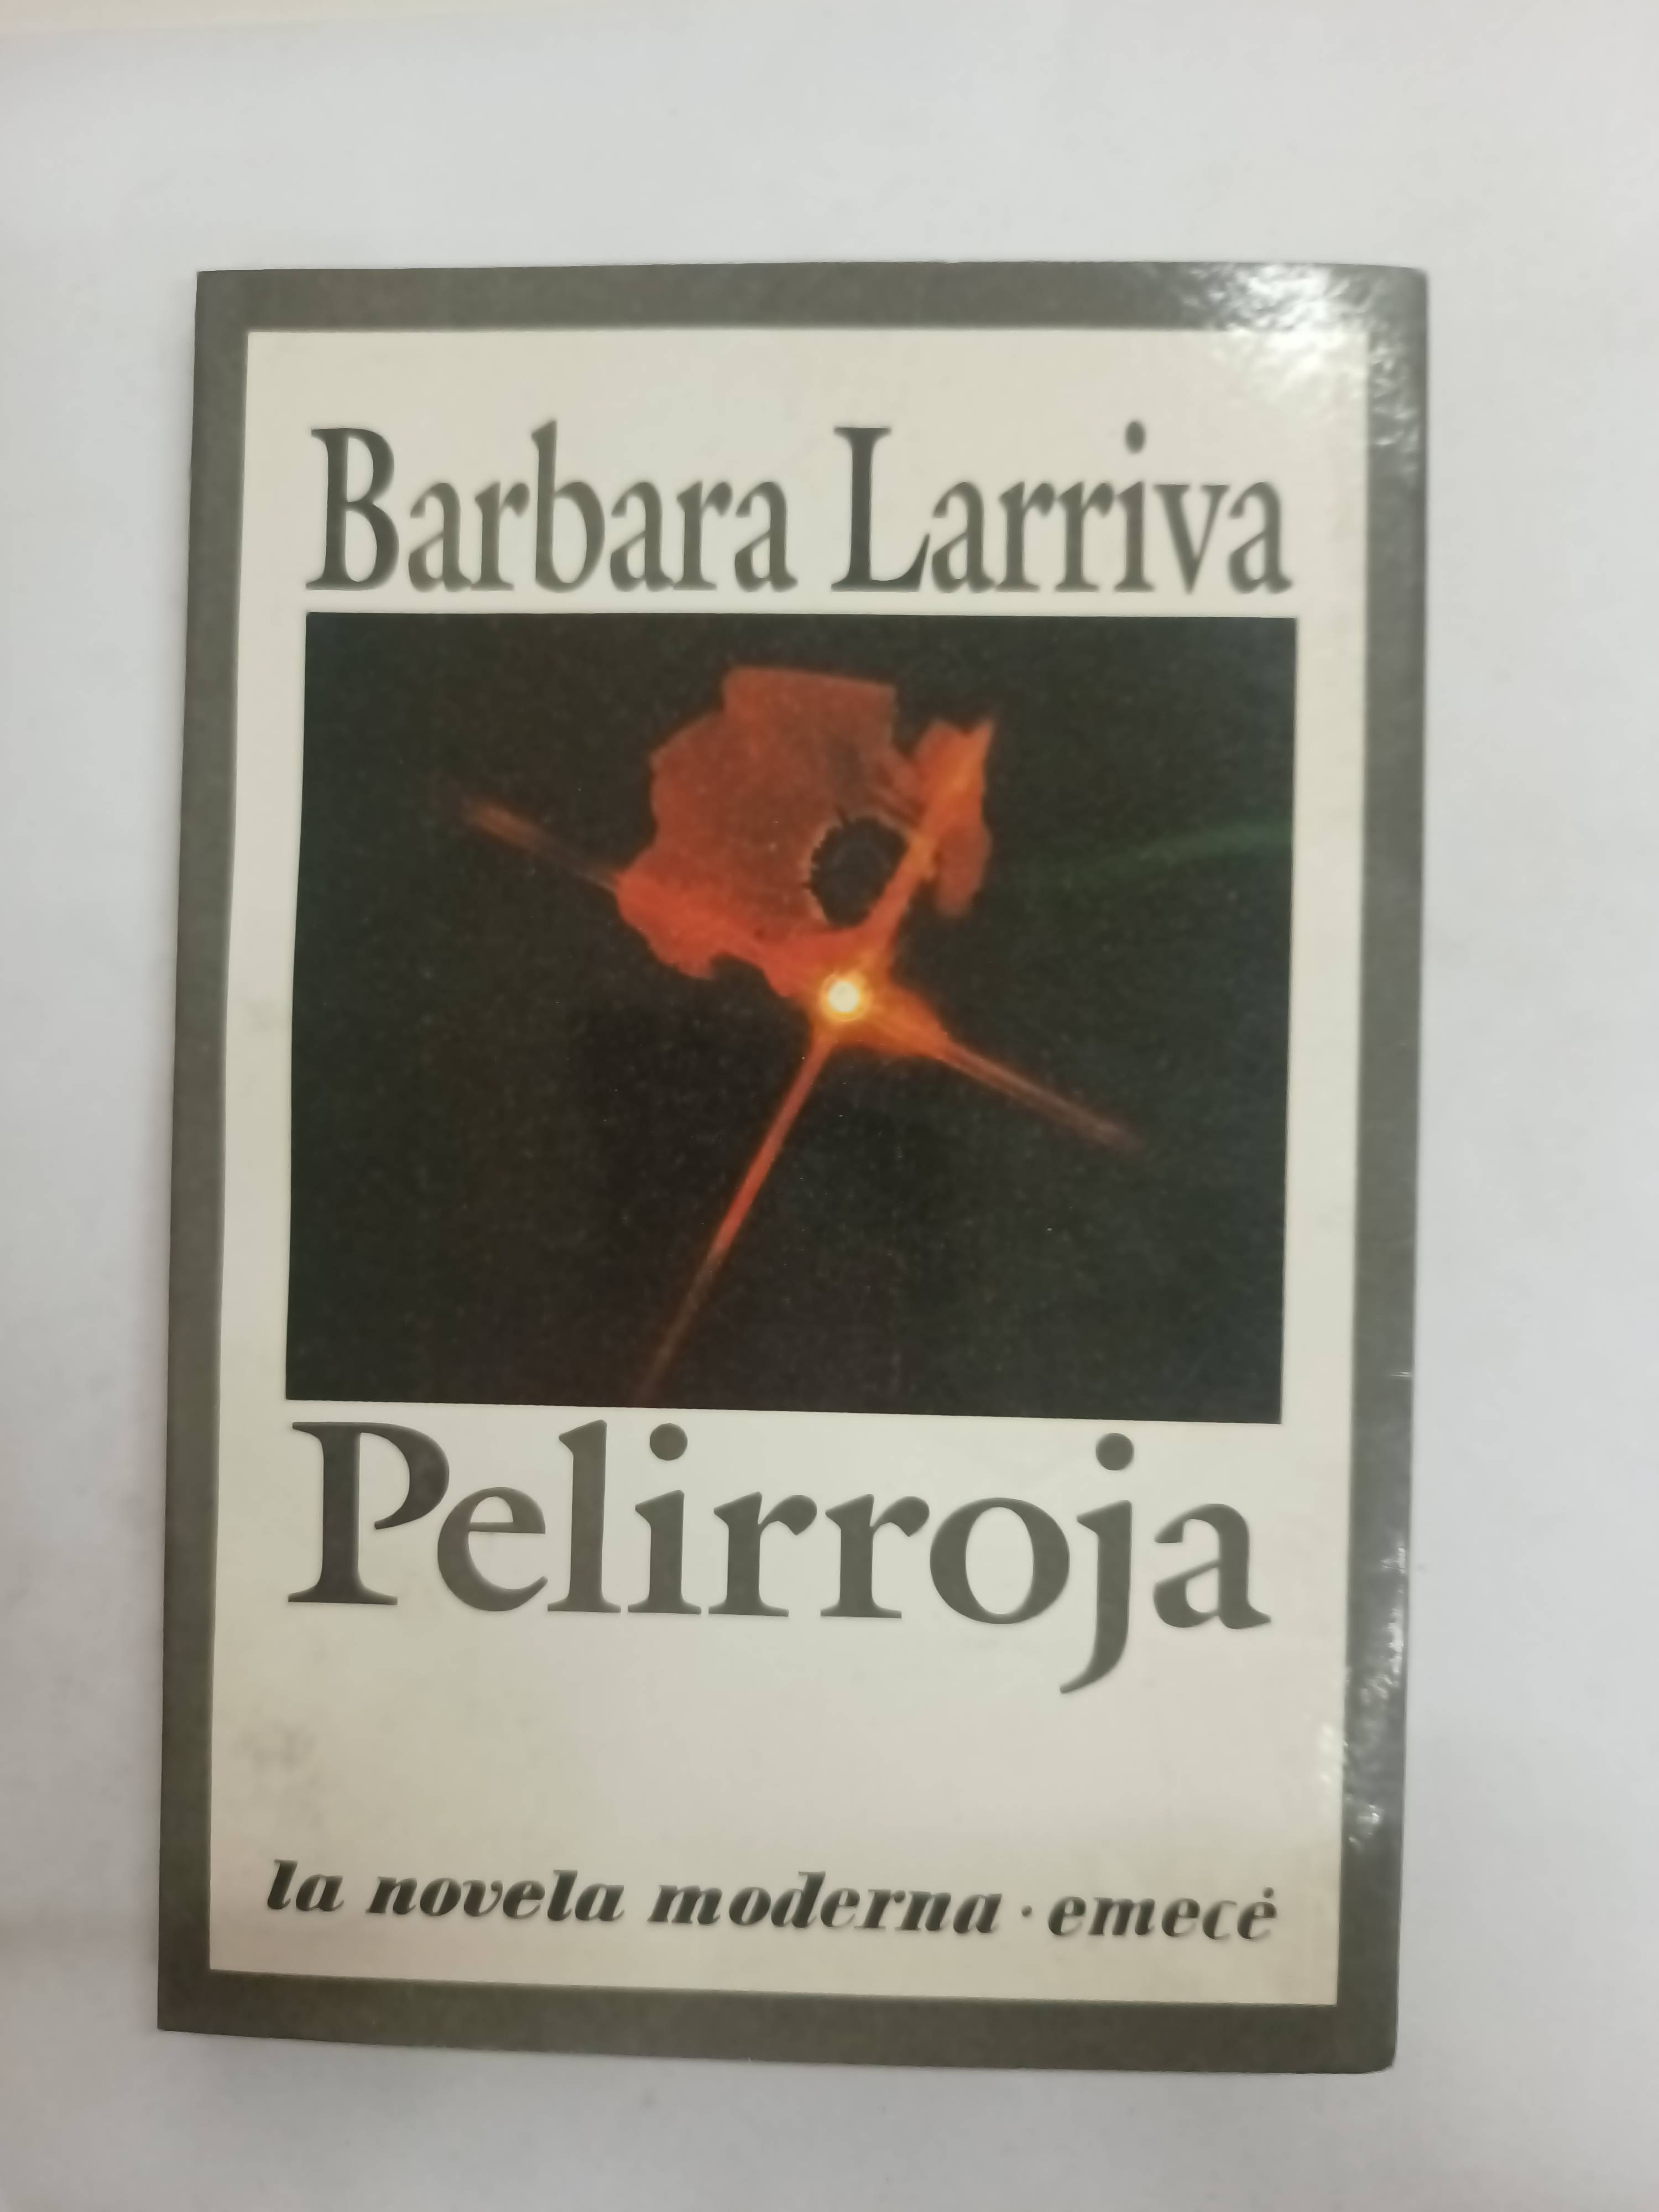 Barbara Larriva
Pelirroja
la novela moderna · emecé